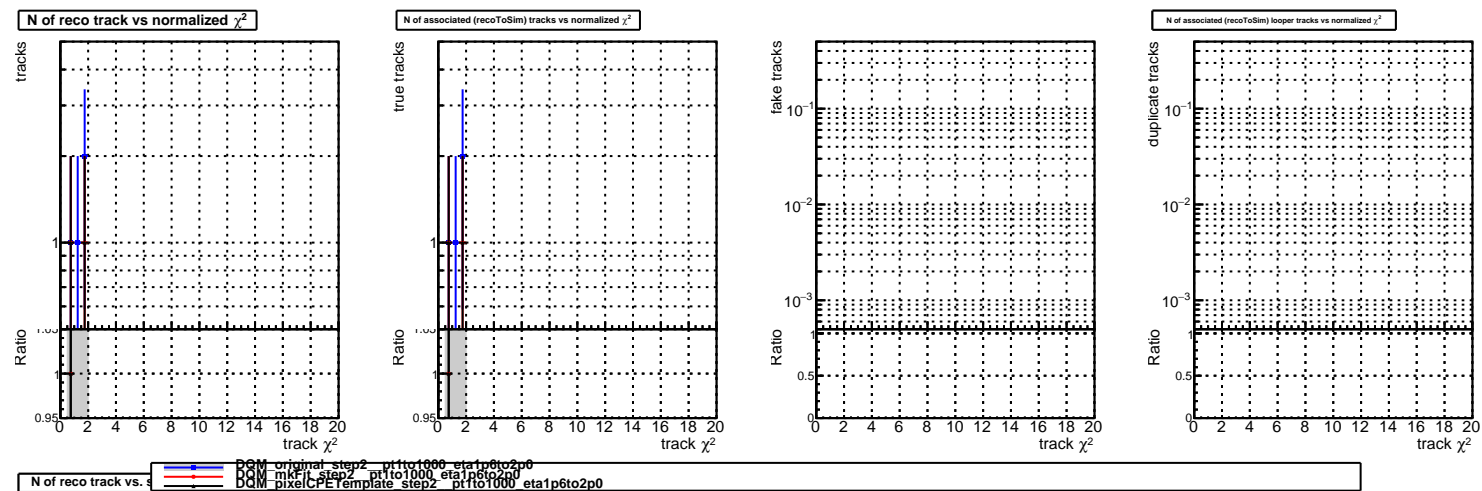 N of reco track vs normalized χ²
N of associated (recoToSim) tracks vs normalized χ²
N of associated (recoToSim) looper tracks vs normalized χ²
tracks
1
Ratio
1.05
1
0.95
0 2 4 6 8 10 12 14 16 18 20
track χ²
true tracks
1
Ratio
1.05
1
0.95
0 2 4 6 8 10 12 14 16 18 20
track χ²
fake tracks
10⁻¹
10⁻²
10⁻³
Ratio
1
0.5
0
0 2 4 6 8 10 12 14 16 18 20
track χ²
duplicate tracks
10⁻¹
10⁻²
10⁻³
Ratio
1
0.5
0
0 2 4 6 8 10 12 14 16 18 20
track χ²
DQM_original_step2__pt1to1000_eta1p6to2p0
DQM_mkFit_step2__pt1to1000_eta1p6to2p0
DQM_pixelCPETemplate_step2__pt1to1000_eta1p6to2p0
N of reco track vs. s